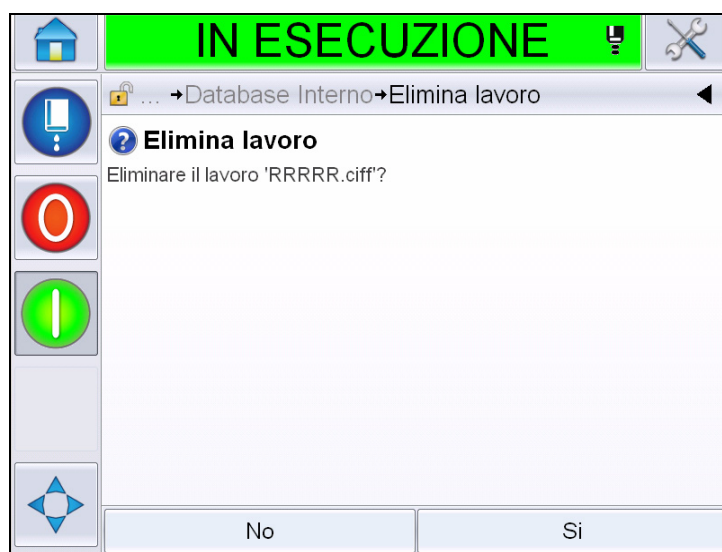 IN ESECUZIONE
... →Database Interno→Elimina lavoro
Elimina lavoro
Eliminare il lavoro 'RRRRR.ciff'?
No
Si